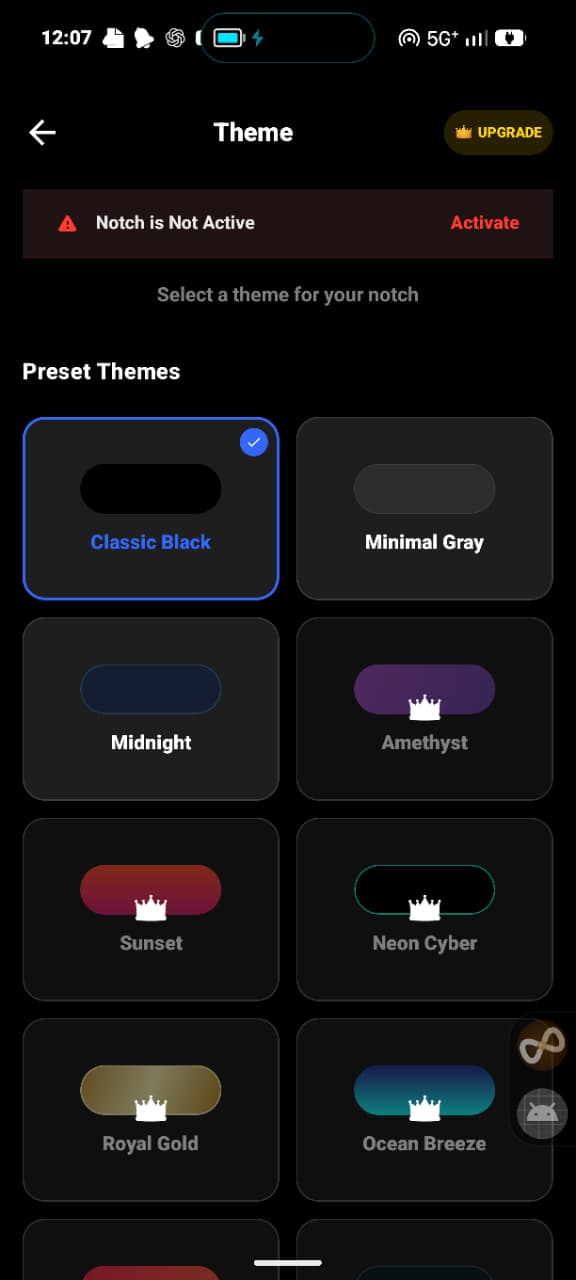 12:07
5G+
Theme
UPGRADE
Notch is Not Active
Activate
Select a theme for your notch
Preset Themes
Classic Black
Minimal Gray
Midnight
Amethyst
Sunset
Neon Cyber
Royal Gold
Ocean Breeze